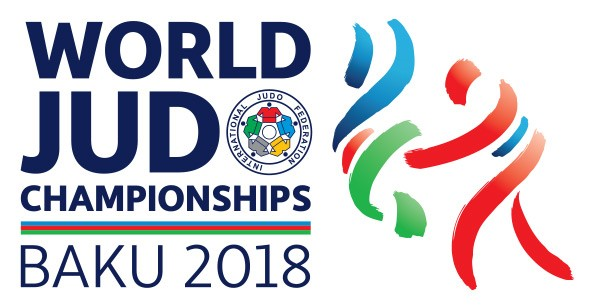 WORLD
JUDO
INTERNATIONAL JUDO FEDERATION
CHAMPIONSHIPS
BAKU 2018